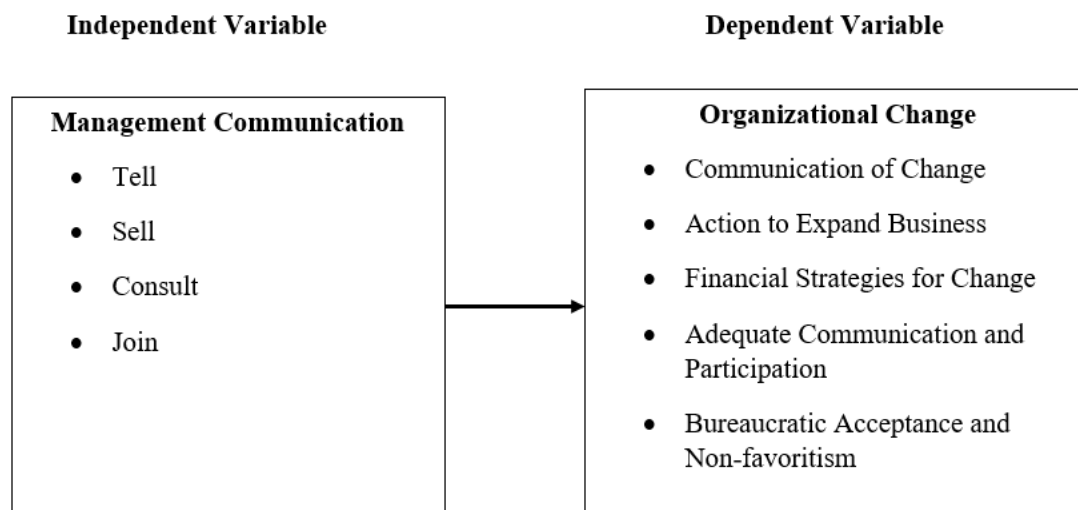 Independent Variable
Dependent Variable
Management Communication
• Tell
• Sell
• Consult
• Join
Organizational Change
• Communication of Change
• Action to Expand Business
• Financial Strategies for Change
• Adequate Communication and
Participation
• Bureaucratic Acceptance and
Non-favoritism